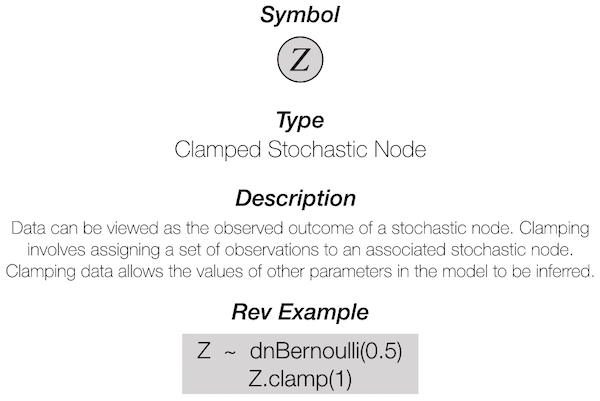 Symbol
Z
Type
Clamped Stochastic Node
Description
Data can be viewed as the observed outcome of a stochastic node. Clamping
involves assigning a set of observations to an associated stochastic node.
Clamping data allows the values of other parameters in the model to be inferred.
Rev Example
Z ~ dnBernoulli(0.5)
Z.clamp(1)